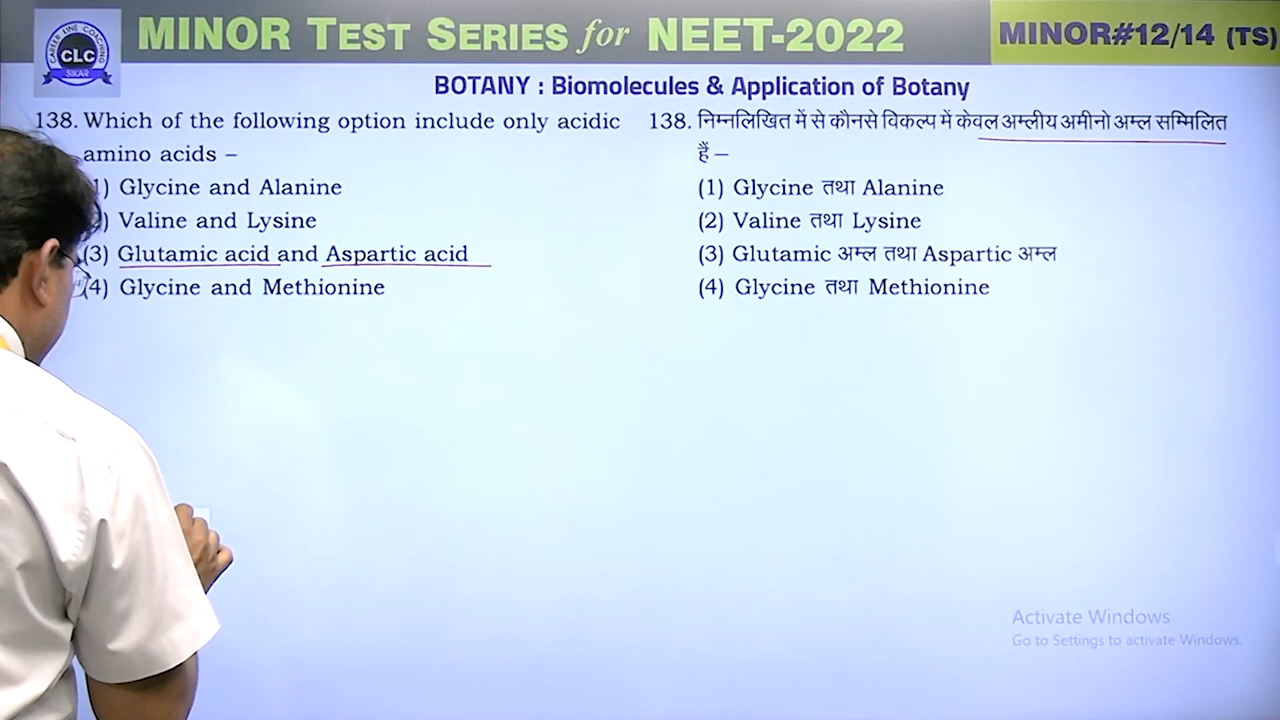 CAREER LINE COACHING
CLC
SIKAR
MINOR TEST SERIES for NEET-2022
MINOR#12/14 (TS)
BOTANY : Biomolecules & Application of Botany
138. Which of the following option include only acidic
amino acids –
1) Glycine and Alanine
2) Valine and Lysine
(3) Glutamic acid and Aspartic acid
(4) Glycine and Methionine
138. निम्नलिखित में से कौनसे विकल्प में केवल अम्लीय अमीनो अम्ल सम्मिलित
हैं –
(1) Glycine तथा Alanine
(2) Valine तथा Lysine
(3) Glutamic अम्ल तथा Aspartic अम्ल
(4) Glycine तथा Methionine
Activate Windows
Go to Settings to activate Windows.